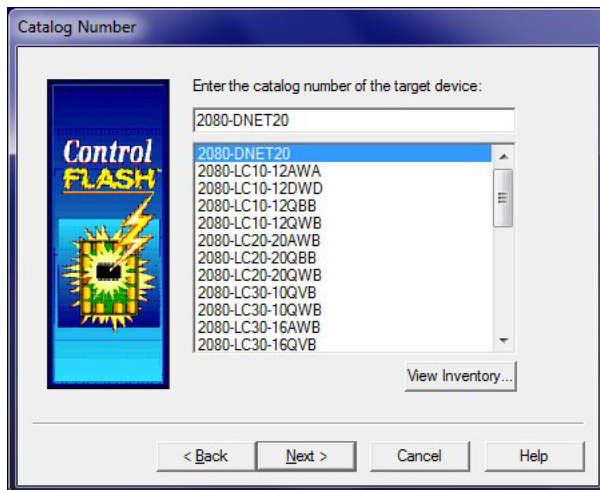 Catalog Number
Enter the catalog number of the target device:
2080-DNET20
Control
FLASH
2080-DNET20
2080-LC10-12AWA
2080-LC10-12DWD
2080-LC10-12QBB
2080-LC10-12QWB
2080-LC20-20AWB
2080-LC20-20QBB
2080-LC20-20QWB
2080-LC30-10QVB
2080-LC30-10QWB
2080-LC30-16AWB
2080-LC30-16QVB
View Inventory...
< Back
Next >
Cancel
Help